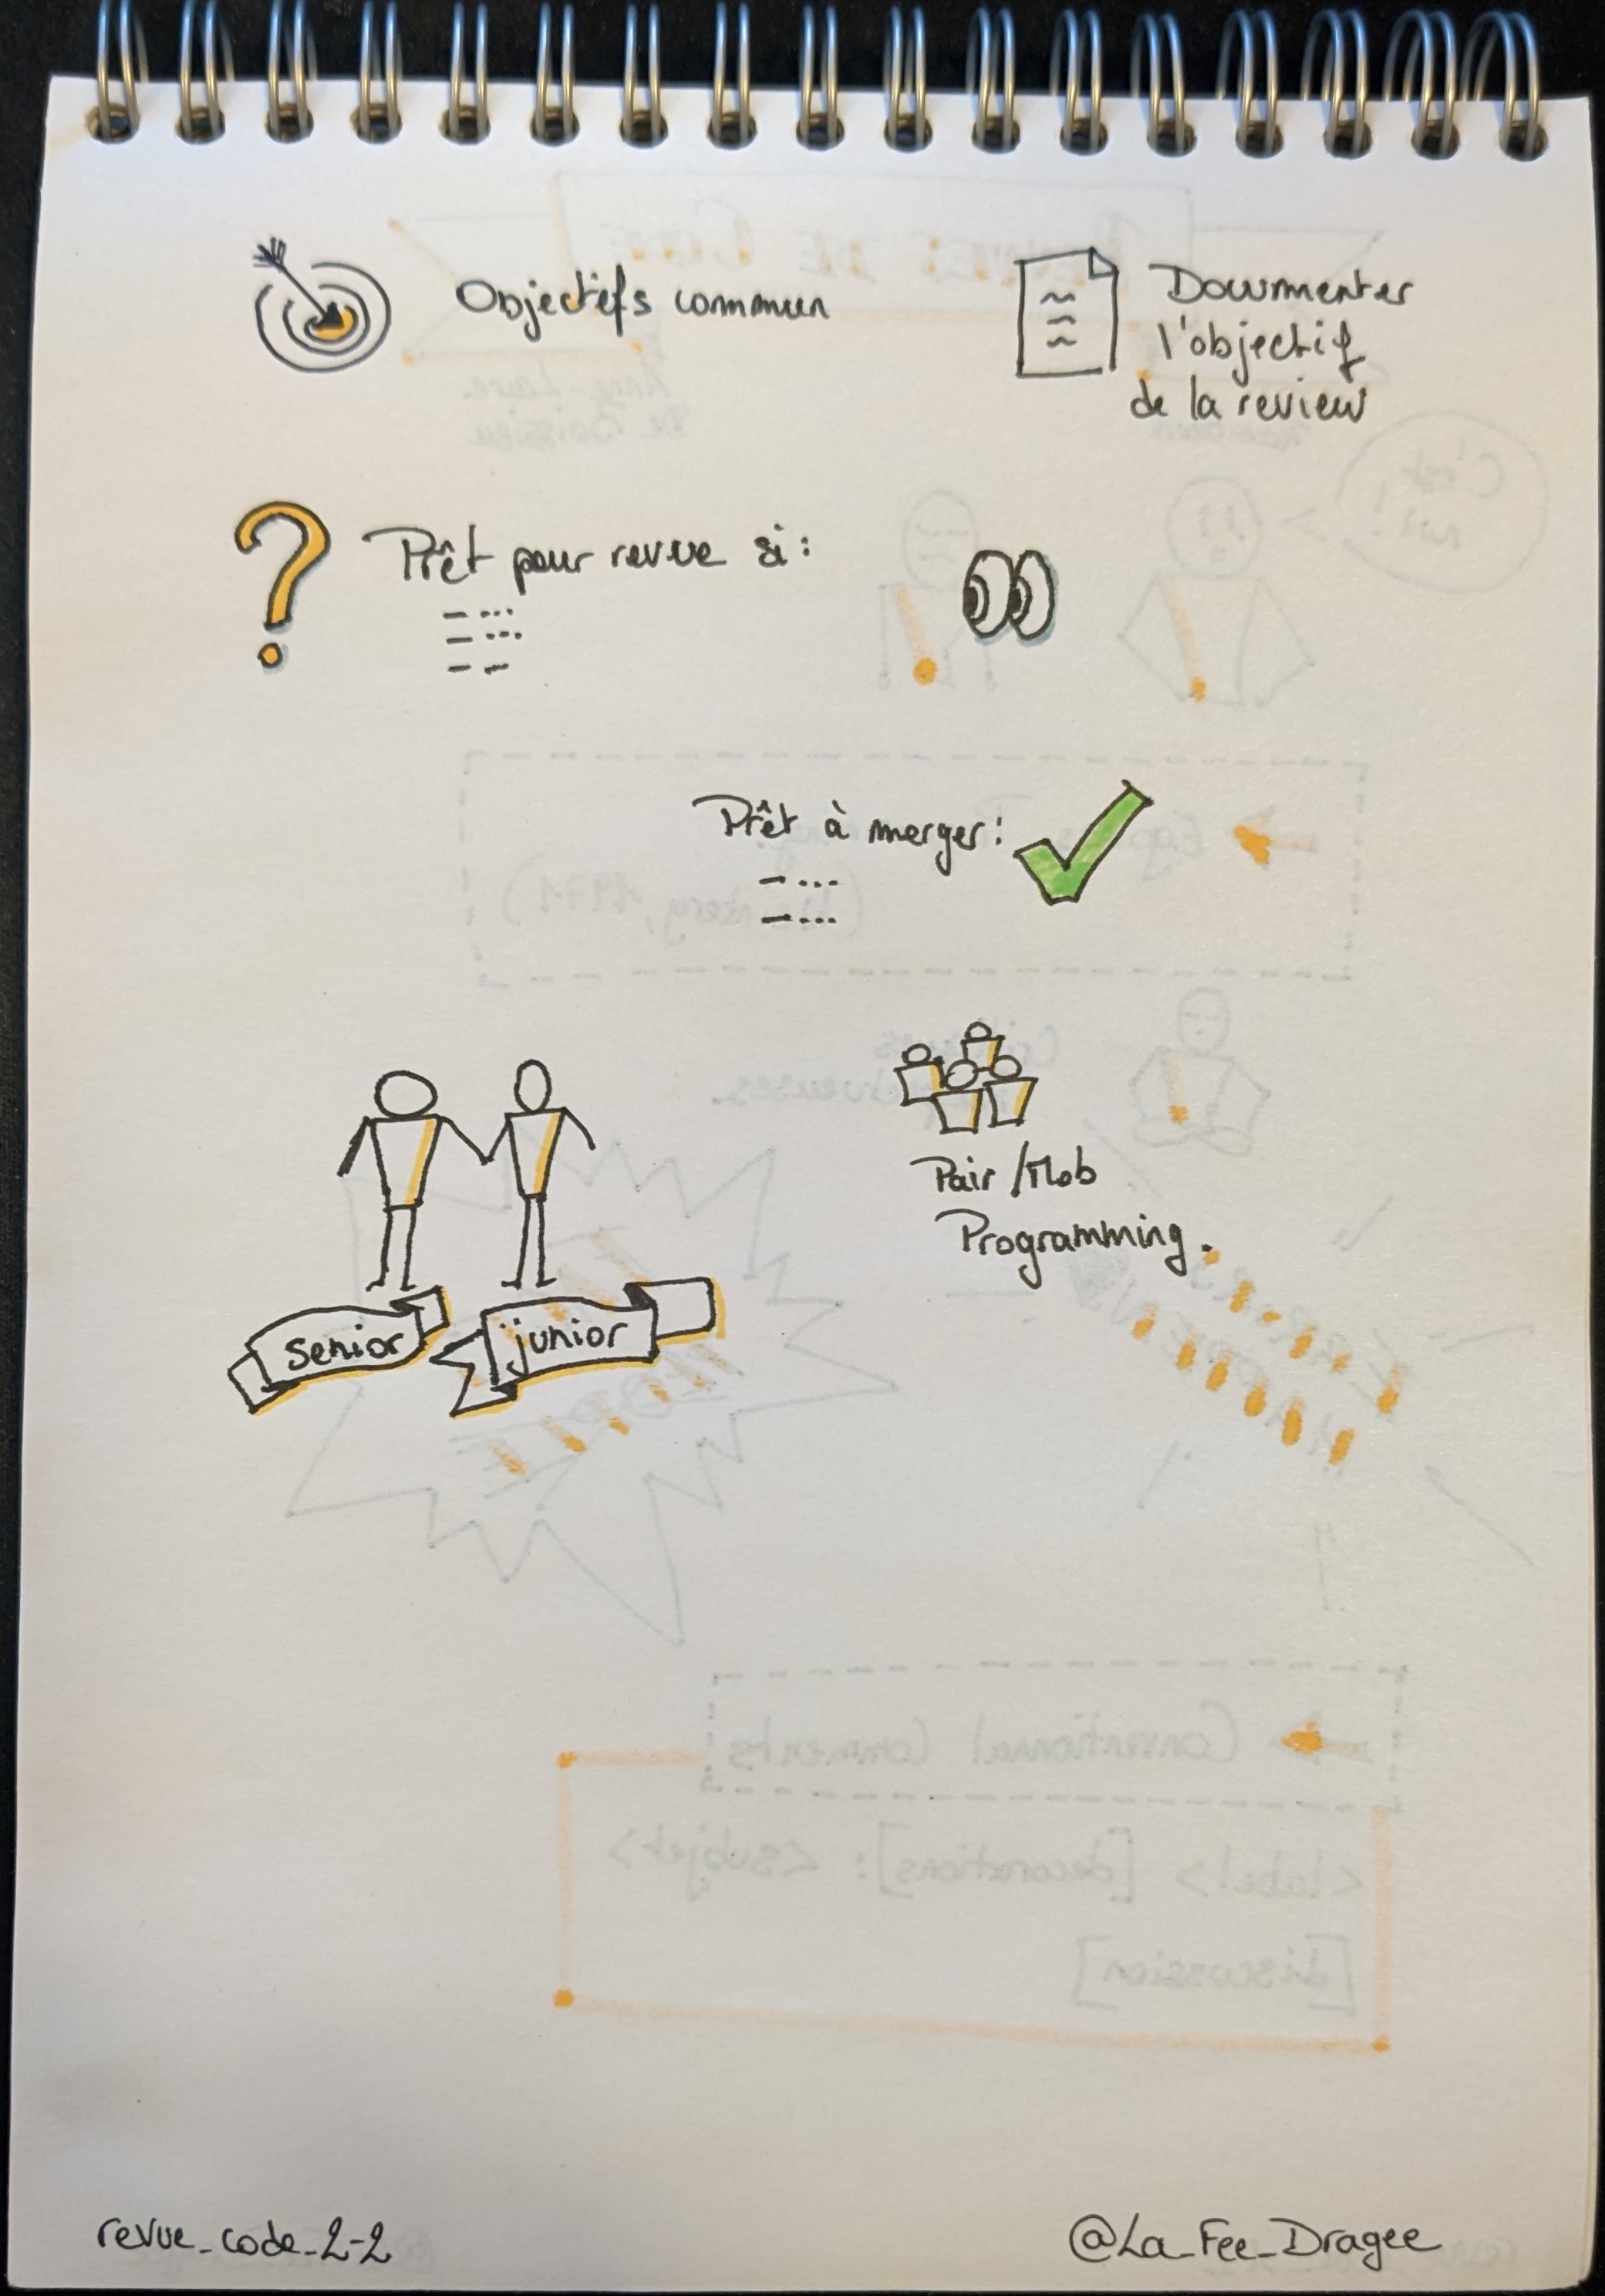 Objectifs commun
Documenter
l'objectif
de la review
Prêt pour revue si :
- ...
- ...
- -
Prêt à merger :
- ...
- ...
Pair / Mob
Programming.
senior
junior
revue_code_2-2
@La_Fee_Dragee